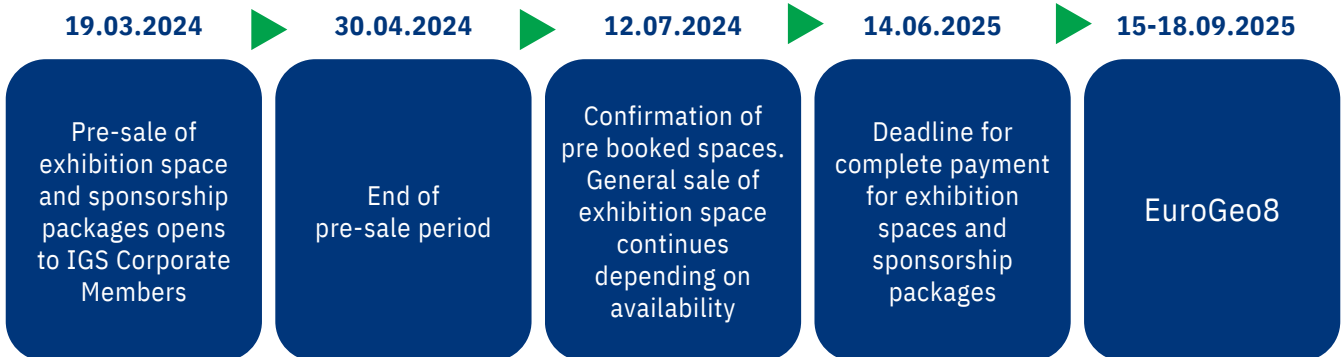 19.03.2024
30.04.2024
12.07.2024
14.06.2025
15-18.09.2025
Pre-sale of
exhibition space
and sponsorship
packages opens
to IGS Corporate
Members
End of
pre-sale period
Confirmation of
pre booked spaces.
General sale of
exhibition space
continues
depending on
availability
Deadline for
complete payment
for exhibition
spaces and
sponsorship
packages
EuroGeo8